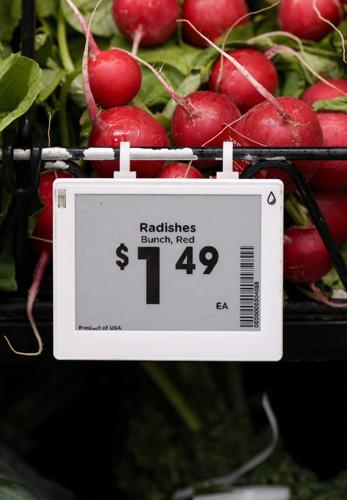 Radishes
Bunch, Red
$1 49
EA
Product of USA